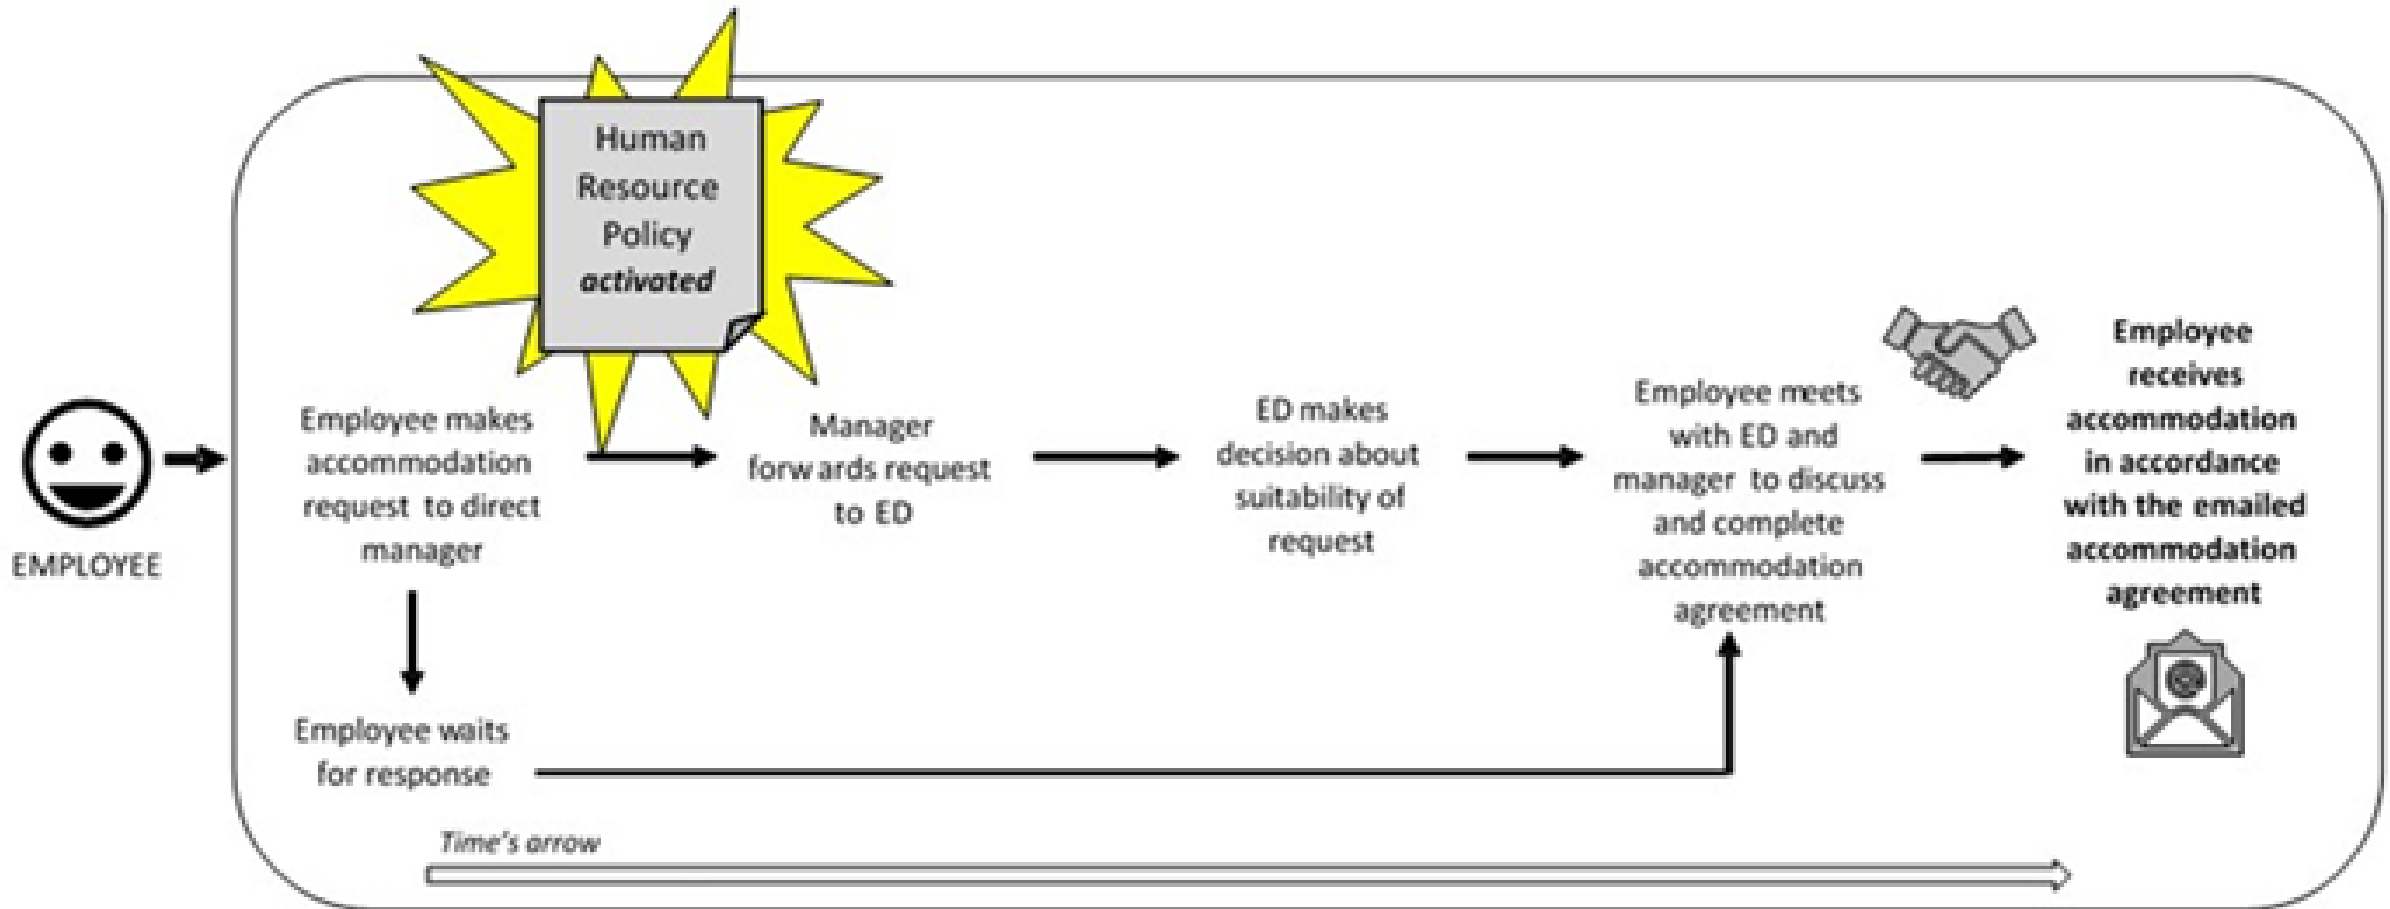 Human
Resource
Policy
activated
EMPLOYEE
Employee makes
accommodation
request to direct
manager
Manager
forwards request
to ED
ED makes
decision about
suitability of
request
Employee meets
with ED and
manager to discuss
and complete
accommodation
agreement
Employee
receives
accommodation
in accordance
with the emailed
accommodation
agreement
@
Employee waits
for response
Time's arrow